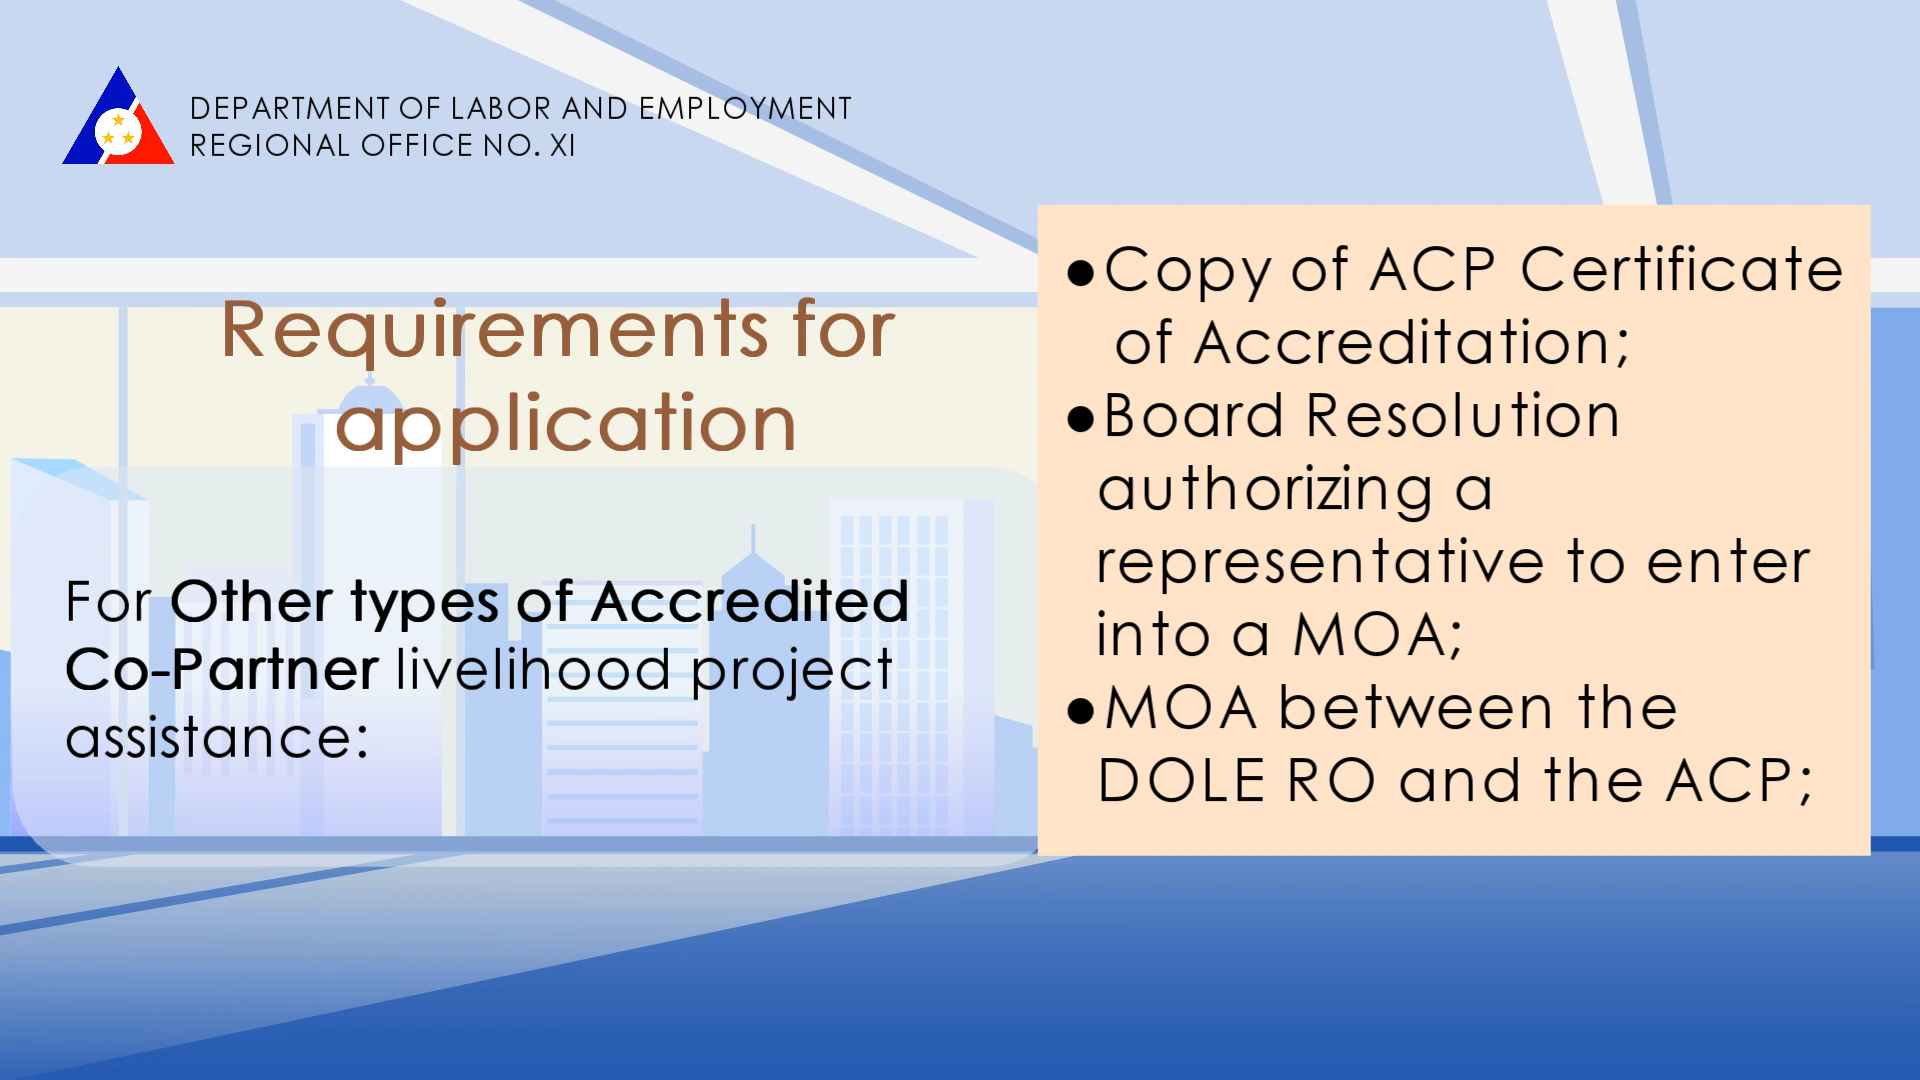 DEPARTMENT OF LABOR AND EMPLOYMENT
REGIONAL OFFICE NO. XI
Requirements for
application
For Other types of Accredited
Co-Partner livelihood project
assistance:
●Copy of ACP Certificate
of Accreditation;
●Board Resolution
authorizing a
representative to enter
into a MOA;
●MOA between the
DOLE RO and the ACP;